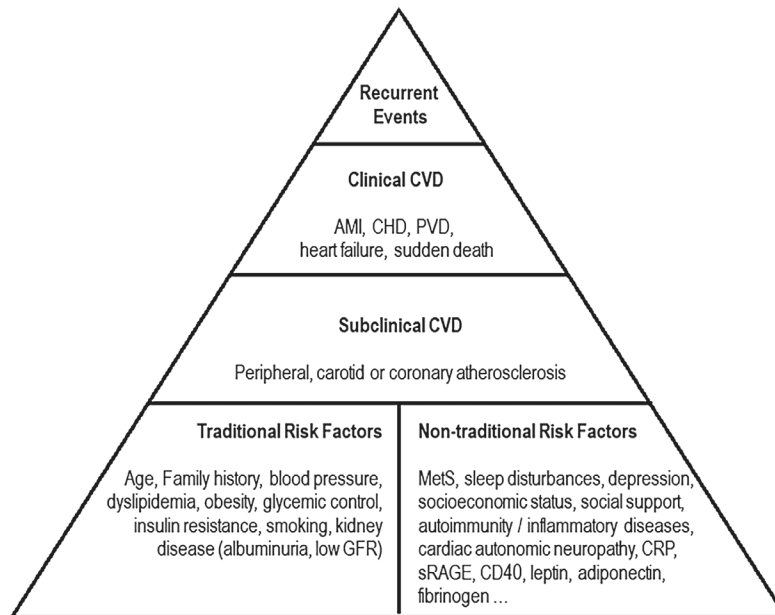 Recurrent
Events
Clinical CVD
AMI, CHD, PVD,
heart failure, sudden death
Subclinical CVD
Peripheral, carotid or coronary atherosclerosis
Traditional Risk Factors
Age, Family history, blood pressure,
dyslipidemia, obesity, glycemic control,
insulin resistance, smoking, kidney
disease (albuminuria, low GFR)
Non-traditional Risk Factors
MetS, sleep disturbances, depression,
socioeconomic status, social support,
autoimmunity / inflammatory diseases,
cardiac autonomic neuropathy, CRP,
sRAGE, CD40, leptin, adiponectin,
fibrinogen ...